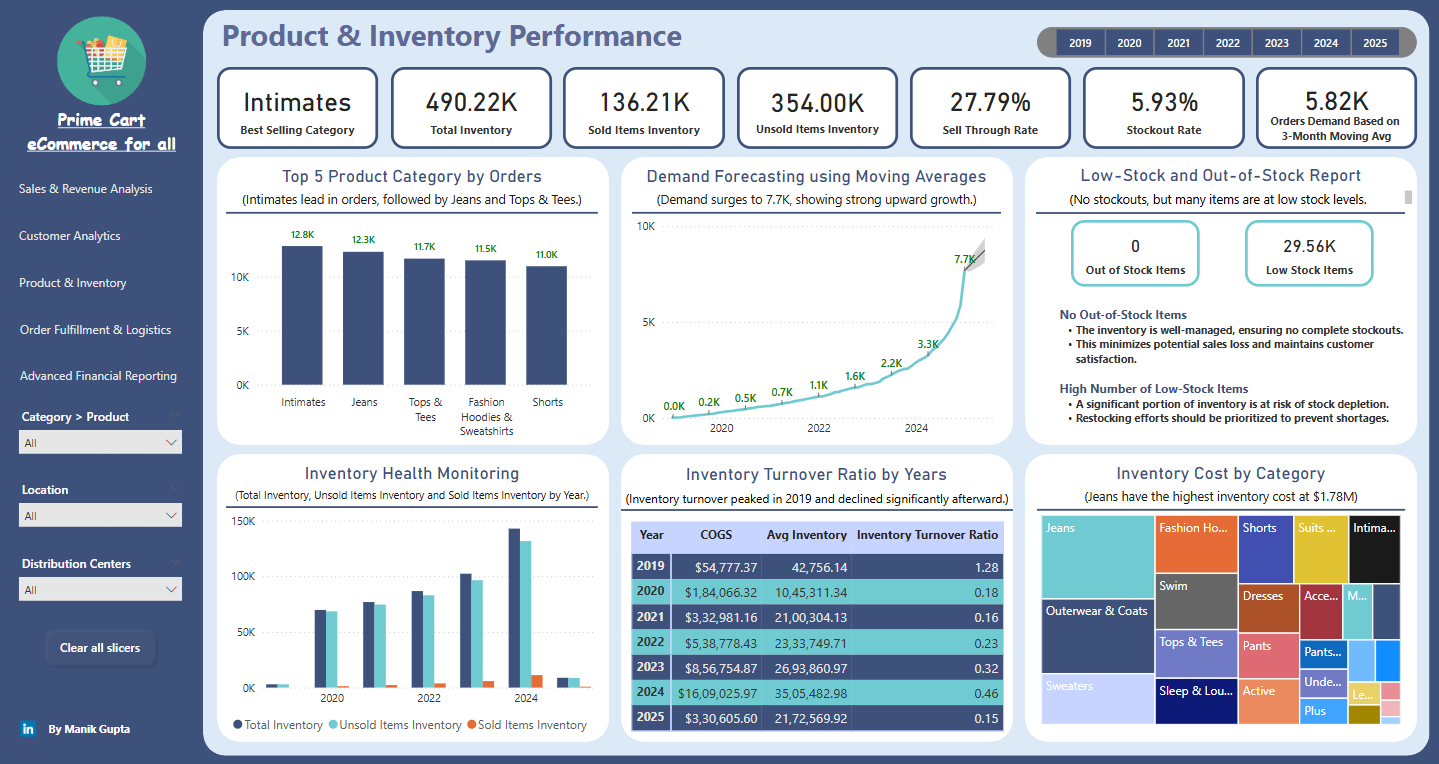 Prime Cart
eCommerce for all
Sales & Revenue Analysis
Customer Analytics
Product & Inventory
Order Fulfillment & Logistics
Advanced Financial Reporting
Category > Product
All
Location
All
Distribution Centers
All
Clear all slicers
in By Manik Gupta
Product & Inventory Performance
2019 2020 2021 2022 2023 2024 2025
Intimates
Best Selling Category
490.22K
Total Inventory
136.21K
Sold Items Inventory
354.00K
Unsold Items Inventory
27.79%
Sell Through Rate
5.93%
Stockout Rate
5.82K
Orders Demand Based on
3-Month Moving Avg
Top 5 Product Category by Orders
(Intimates lead in orders, followed by Jeans and Tops & Tees.)
12.8K
12.3K
11.7K
11.5K
11.0K
10K
5K
0K
Intimates
Jeans
Tops &
Tees
Fashion
Hoodies &
Sweatshirts
Shorts
Demand Forecasting using Moving Averages
(Demand surges to 7.7K, showing strong upward growth.)
10K
5K
0K
0.0K
0.2K
0.5K
0.7K
1.1K
1.6K
2.2K
3.3K
7.7K
2020 2022 2024
Low-Stock and Out-of-Stock Report
(No stockouts, but many items are at low stock levels.
0
Out of Stock Items
29.56K
Low Stock Items
No Out-of-Stock Items
• The inventory is well-managed, ensuring no complete stockouts.
• This minimizes potential sales loss and maintains customer
satisfaction.
High Number of Low-Stock Items
• A significant portion of inventory is at risk of stock depletion.
• Restocking efforts should be prioritized to prevent shortages.
Inventory Health Monitoring
(Total Inventory, Unsold Items Inventory and Sold Items Inventory by Year.)
150K
100K
50K
0K
2020 2022 2024
Total Inventory Unsold Items Inventory Sold Items Inventory
Inventory Turnover Ratio by Years
(Inventory turnover peaked in 2019 and declined significantly afterward.)
Year COGS Avg Inventory Inventory Turnover Ratio
2019 $54,777.37 42,756.14 1.28
2020 $1,84,066.32 10,45,311.34 0.18
2021 $3,32,981.16 21,00,304.13 0.16
2022 $5,38,778.43 23,33,749.71 0.23
2023 $8,56,754.87 26,93,860.97 0.32
2024 $16,09,025.97 35,05,482.98 0.46
2025 $3,30,605.60 21,72,569.92 0.15
Inventory Cost by Category
(Jeans have the highest inventory cost at $1.78M)
Jeans
Outerwear & Coats
Sweaters
Fashion Ho...
Swim
Tops & Tees
Sleep & Lou...
Shorts
Dresses
Pants
Active
Suits ...
Intima...
Acce...
M...
Pants...
Unde...
Plus
Le...